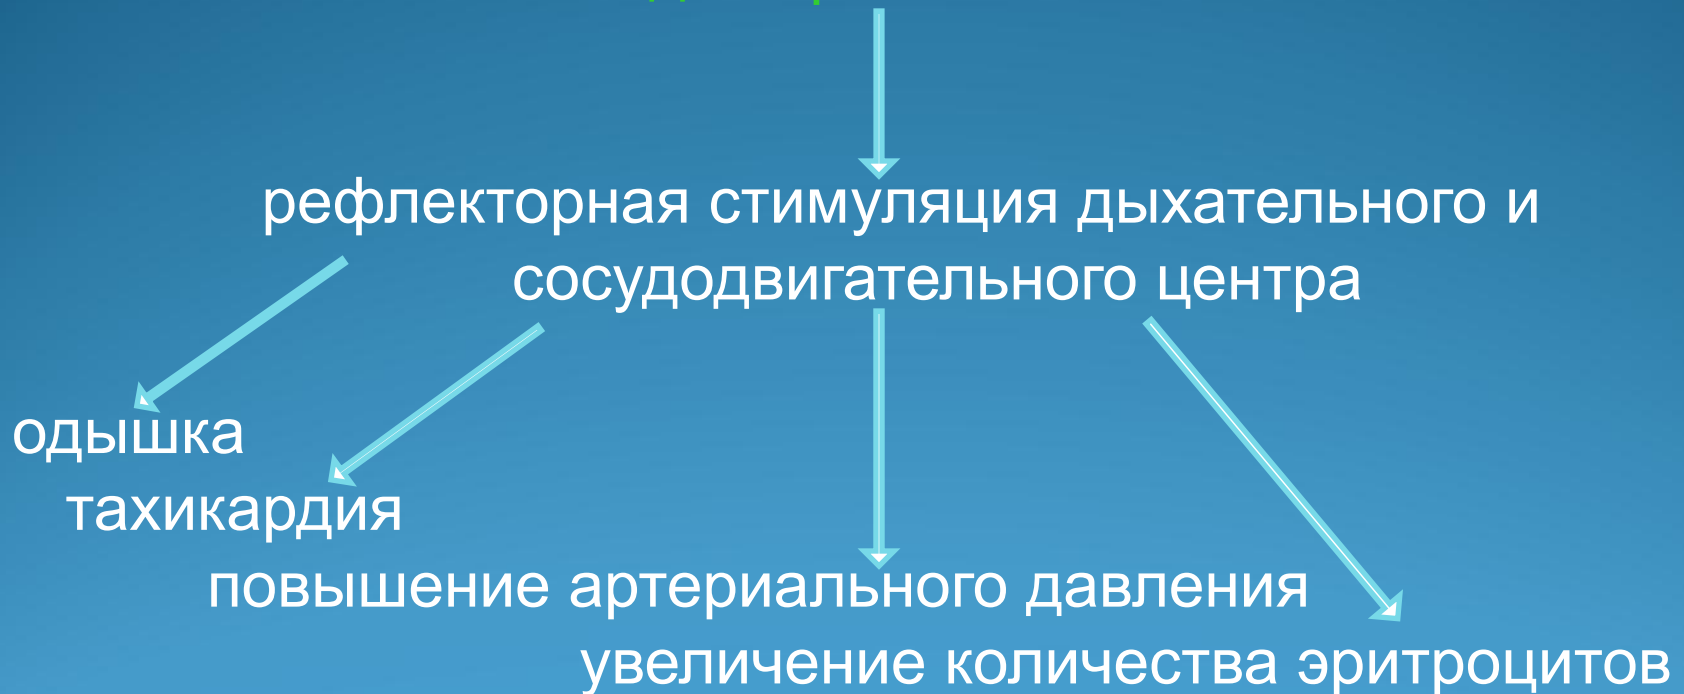 рефлекторная стимуляция дыхательного и
сосудодвигательного центра
одышка
тахикардия
повышение артериального давления
увеличение количества эритроцитов